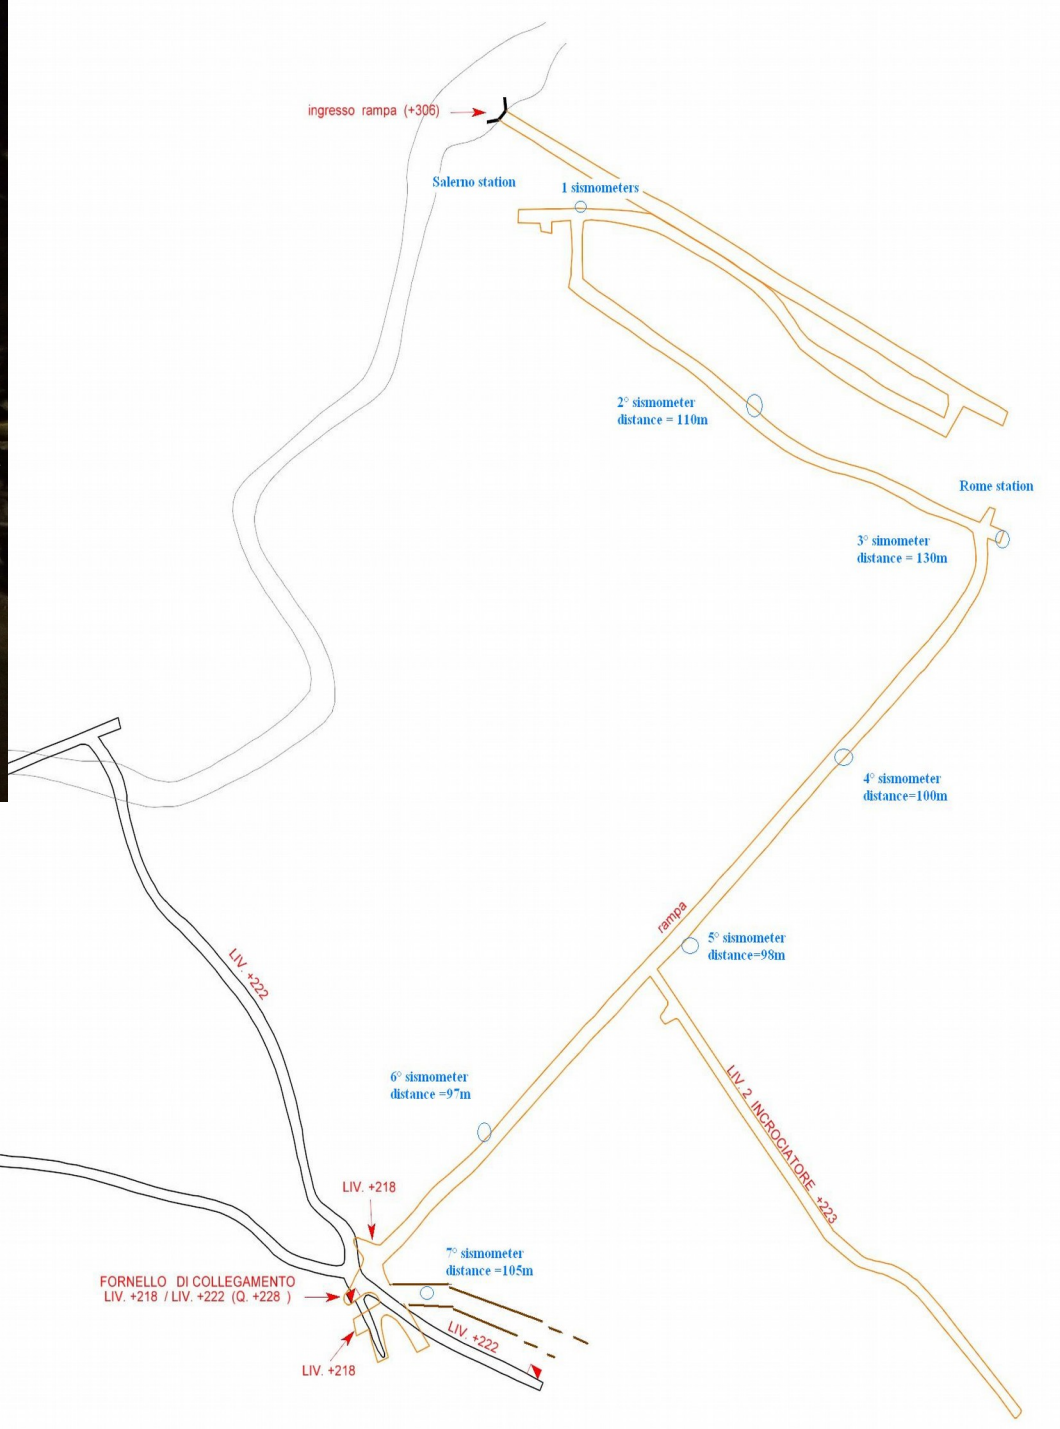 ingresso rampa (+306)
Salerno station
1 sismometers
2° sismometer
distance = 110m
Rome station
3° simometer
distance = 130m
4° sismometer
distance=100m
rampa
5° sismometer
distance=98m
LIV. +222
6° sismometer
distance =97m
LIV. 2 INCROCIATORE +223
LIV. +218
7° sismometer
distance =105m
FORNELLO DI COLLEGAMENTO
LIV. +218 / LIV. +222 (Q. +228 )
LIV. +222
LIV. +218